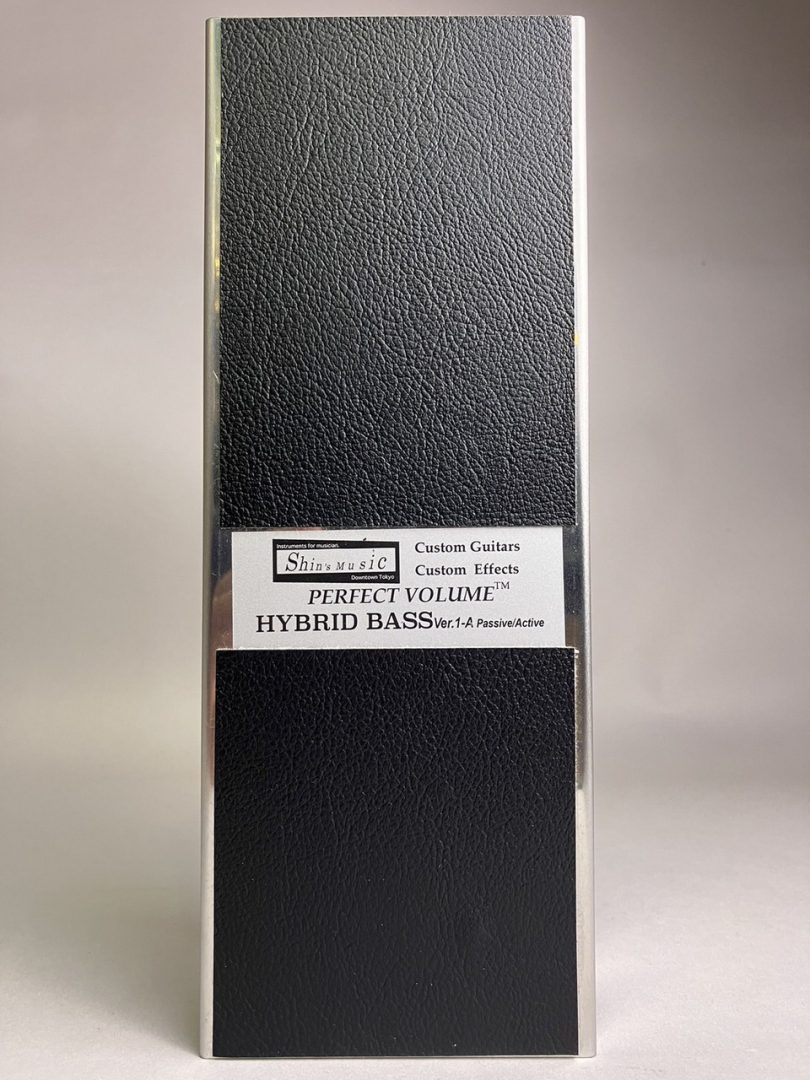 Instruments for musician.
Shin's Music
Downtown Tokyo
Custom Guitars
Custom Effects
PERFECT VOLUME™
HYBRID BASS Ver.1-A Passive/Active